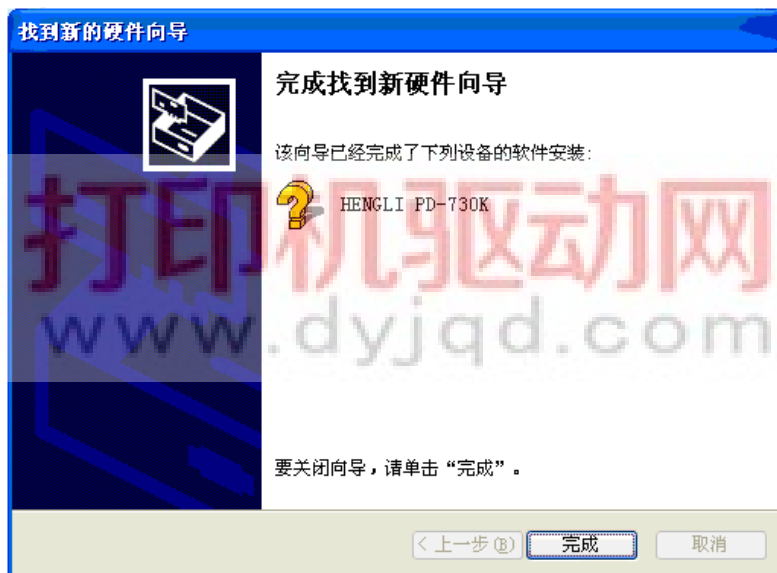 找到新的硬件向导
完成找到新硬件向导
该向导已经完成了下列设备的软件安装:
HENGLI PD-730K
打印机驱动网
www.dyjqd.com
要关闭向导,请单击“完成”。
< 上一步(B)
完成
取消